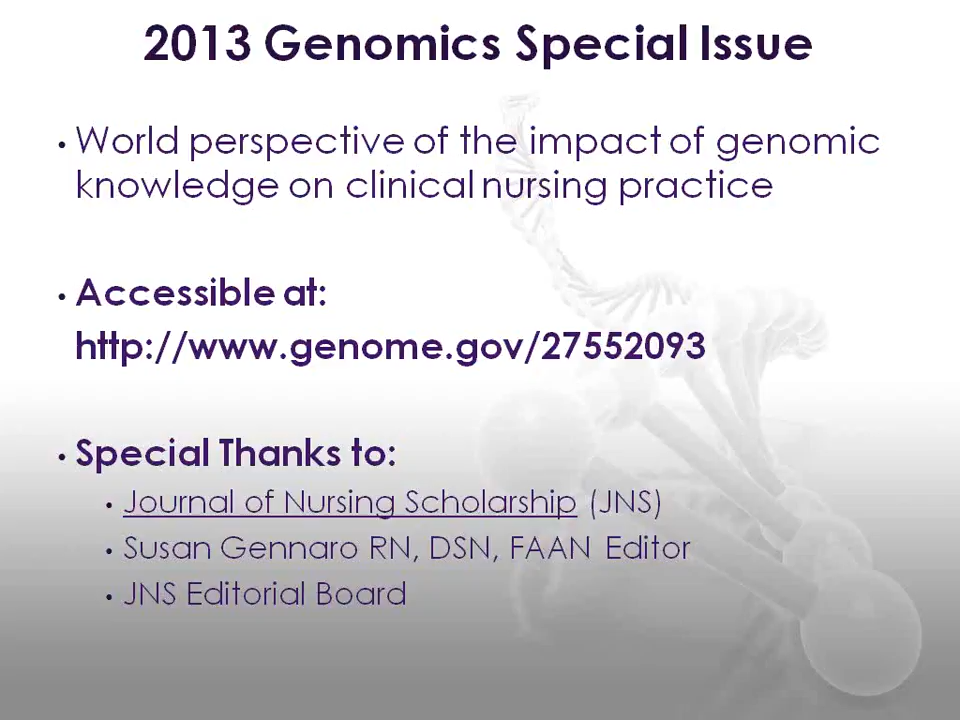 2013 Genomics Special Issue
• World perspective of the impact of genomic
knowledge on clinical nursing practice
• Accessible at:
http://www.genome.gov/27552093
• Special Thanks to:
• Journal of Nursing Scholarship (JNS)
• Susan Gennaro RN, DSN, FAAN Editor
• JNS Editorial Board